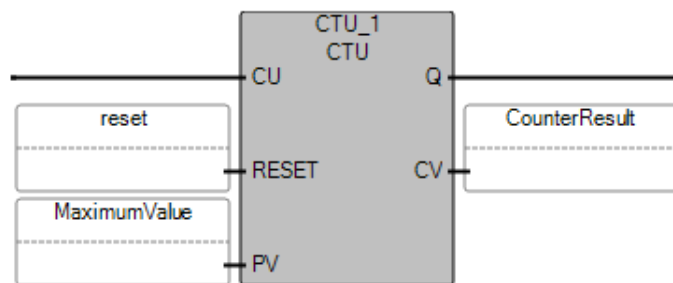 CTU_1
CTU
CU
Q
reset
CounterResult
RESET
CV
MaximumValue
PV